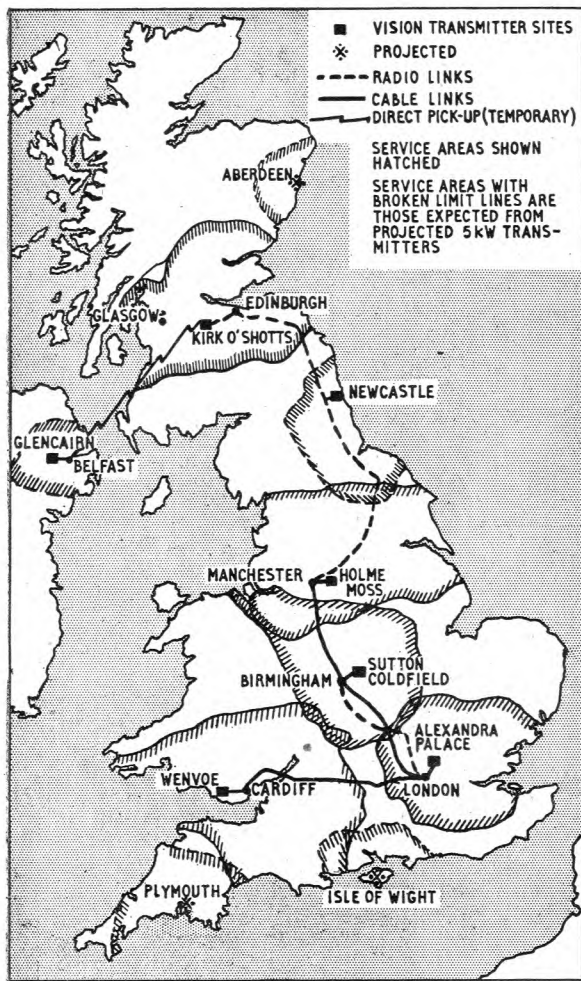 VISION TRANSMITTER SITES
PROJECTED
RADIO LINKS
CABLE LINKS
DIRECT PICK-UP (TEMPORARY)
SERVICE AREAS SHOWN
HATCHED
SERVICE AREAS WITH
BROKEN LIMIT LINES ARE
THOSE EXPECTED FROM
PROJECTED 5kW TRANS-
MITTERS
ABERDEEN
EDINBURGH
GLASGOW
KIRK O'SHOTTS
NEWCASTLE
GLENCAIRN
BELFAST
MANCHESTER
HOLME
MOSS
SUTTON
COLDFIELD
BIRMINGHAM
ALEXANDRA
PALACE
WENVOE
CARDIFF
LONDON
PLYMOUTH
ISLE OF WIGHT